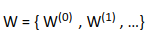 W = { W⁽⁰⁾ , W⁽¹⁾ , …}